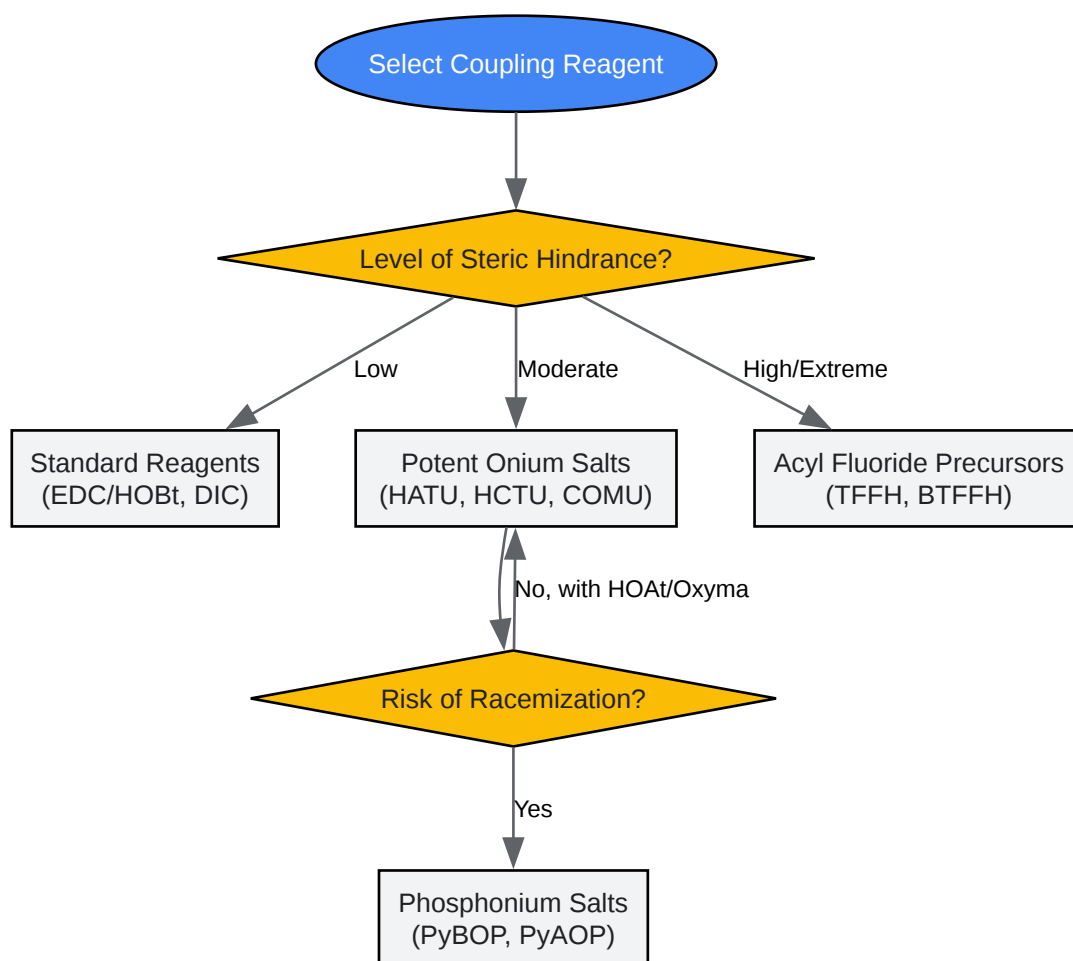 Select Coupling Reagent
Level of Steric Hindrance?
Low
Moderate
High/Extreme
Standard Reagents
(EDC/HOBt, DIC)
Potent Onium Salts
(HATU, HCTU, COMU)
Acyl Fluoride Precursors
(TFFH, BTFFH)
No, with HOAt/Oxyma
Risk of Racemization?
Yes
Phosphonium Salts
(PyBOP, PyAOP)